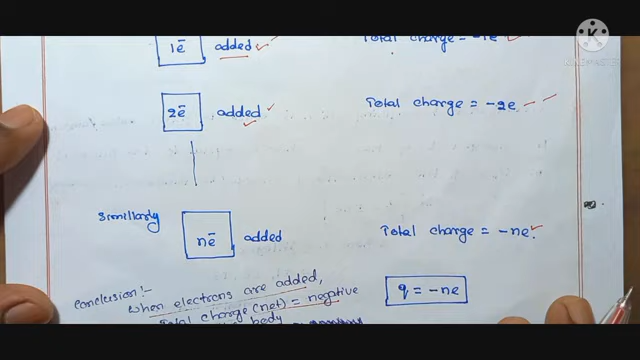 1ē added Total charge = -1e
2ē added Total charge = -2e
Similarly
nē added Total charge = -ne
Conclusion:-
When electrons are added,
Total charge (net) = negative
body
q = -ne